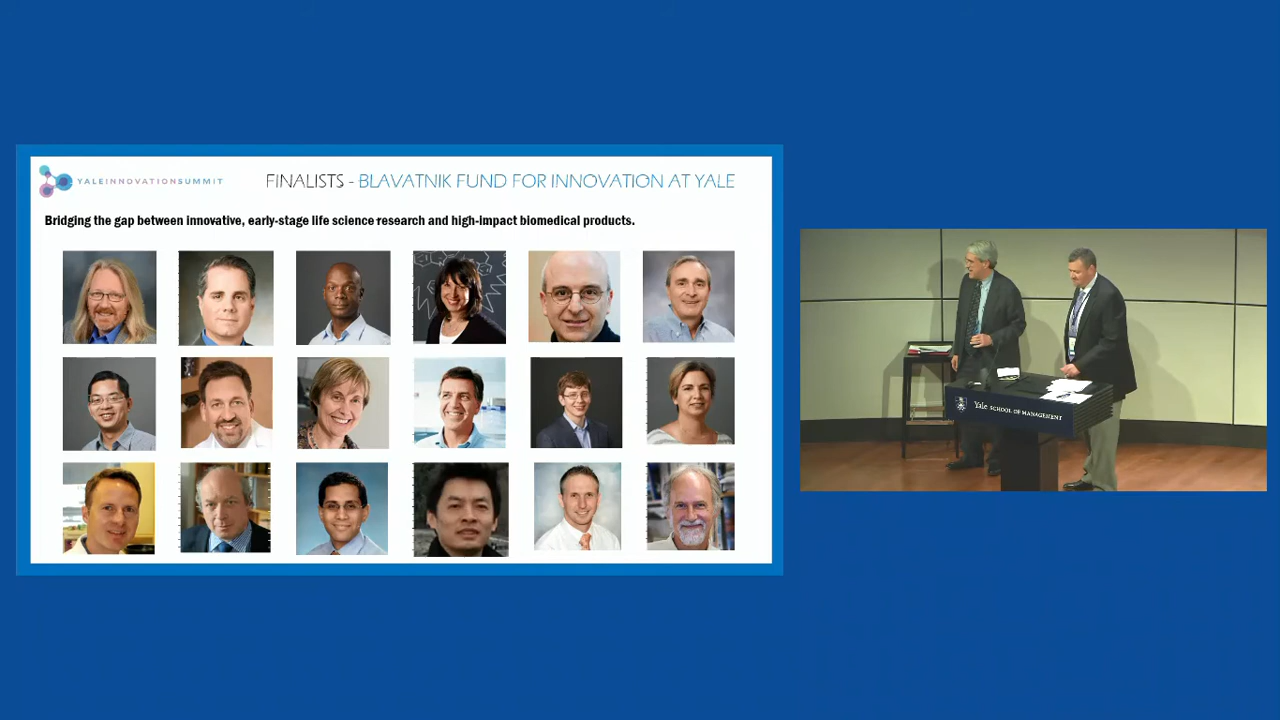 YALEINNOVATIONSUMMIT
FINALISTS - BLAVATNIK FUND FOR INNOVATION AT YALE
Bridging the gap between innovative, early-stage life science research and high-impact biomedical products.
Yale SCHOOL OF MANAGEMENT